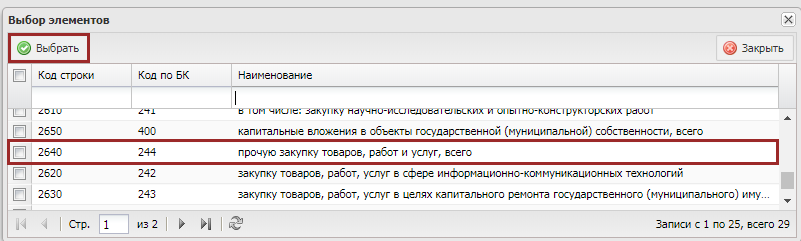 Выбор элементов
Выбрать Закрыть
Код строки Код по БК Наименование
2610 241 в том числе: закупку научно-исследовательских и опытно-конструкторских работ
2650 400 капитальные вложения в объекты государственной (муниципальной) собственности, всего
2640 244 прочую закупку товаров, работ и услуг, всего
2620 242 закупку товаров, работ, услуг в сфере информационно-коммуникационных технологий
2630 243 закупку товаров, работ, услуг в целях капитального ремонта государственного (муниципального) иму...
Стр. 1 из 2 Записи с 1 по 25, всего 29